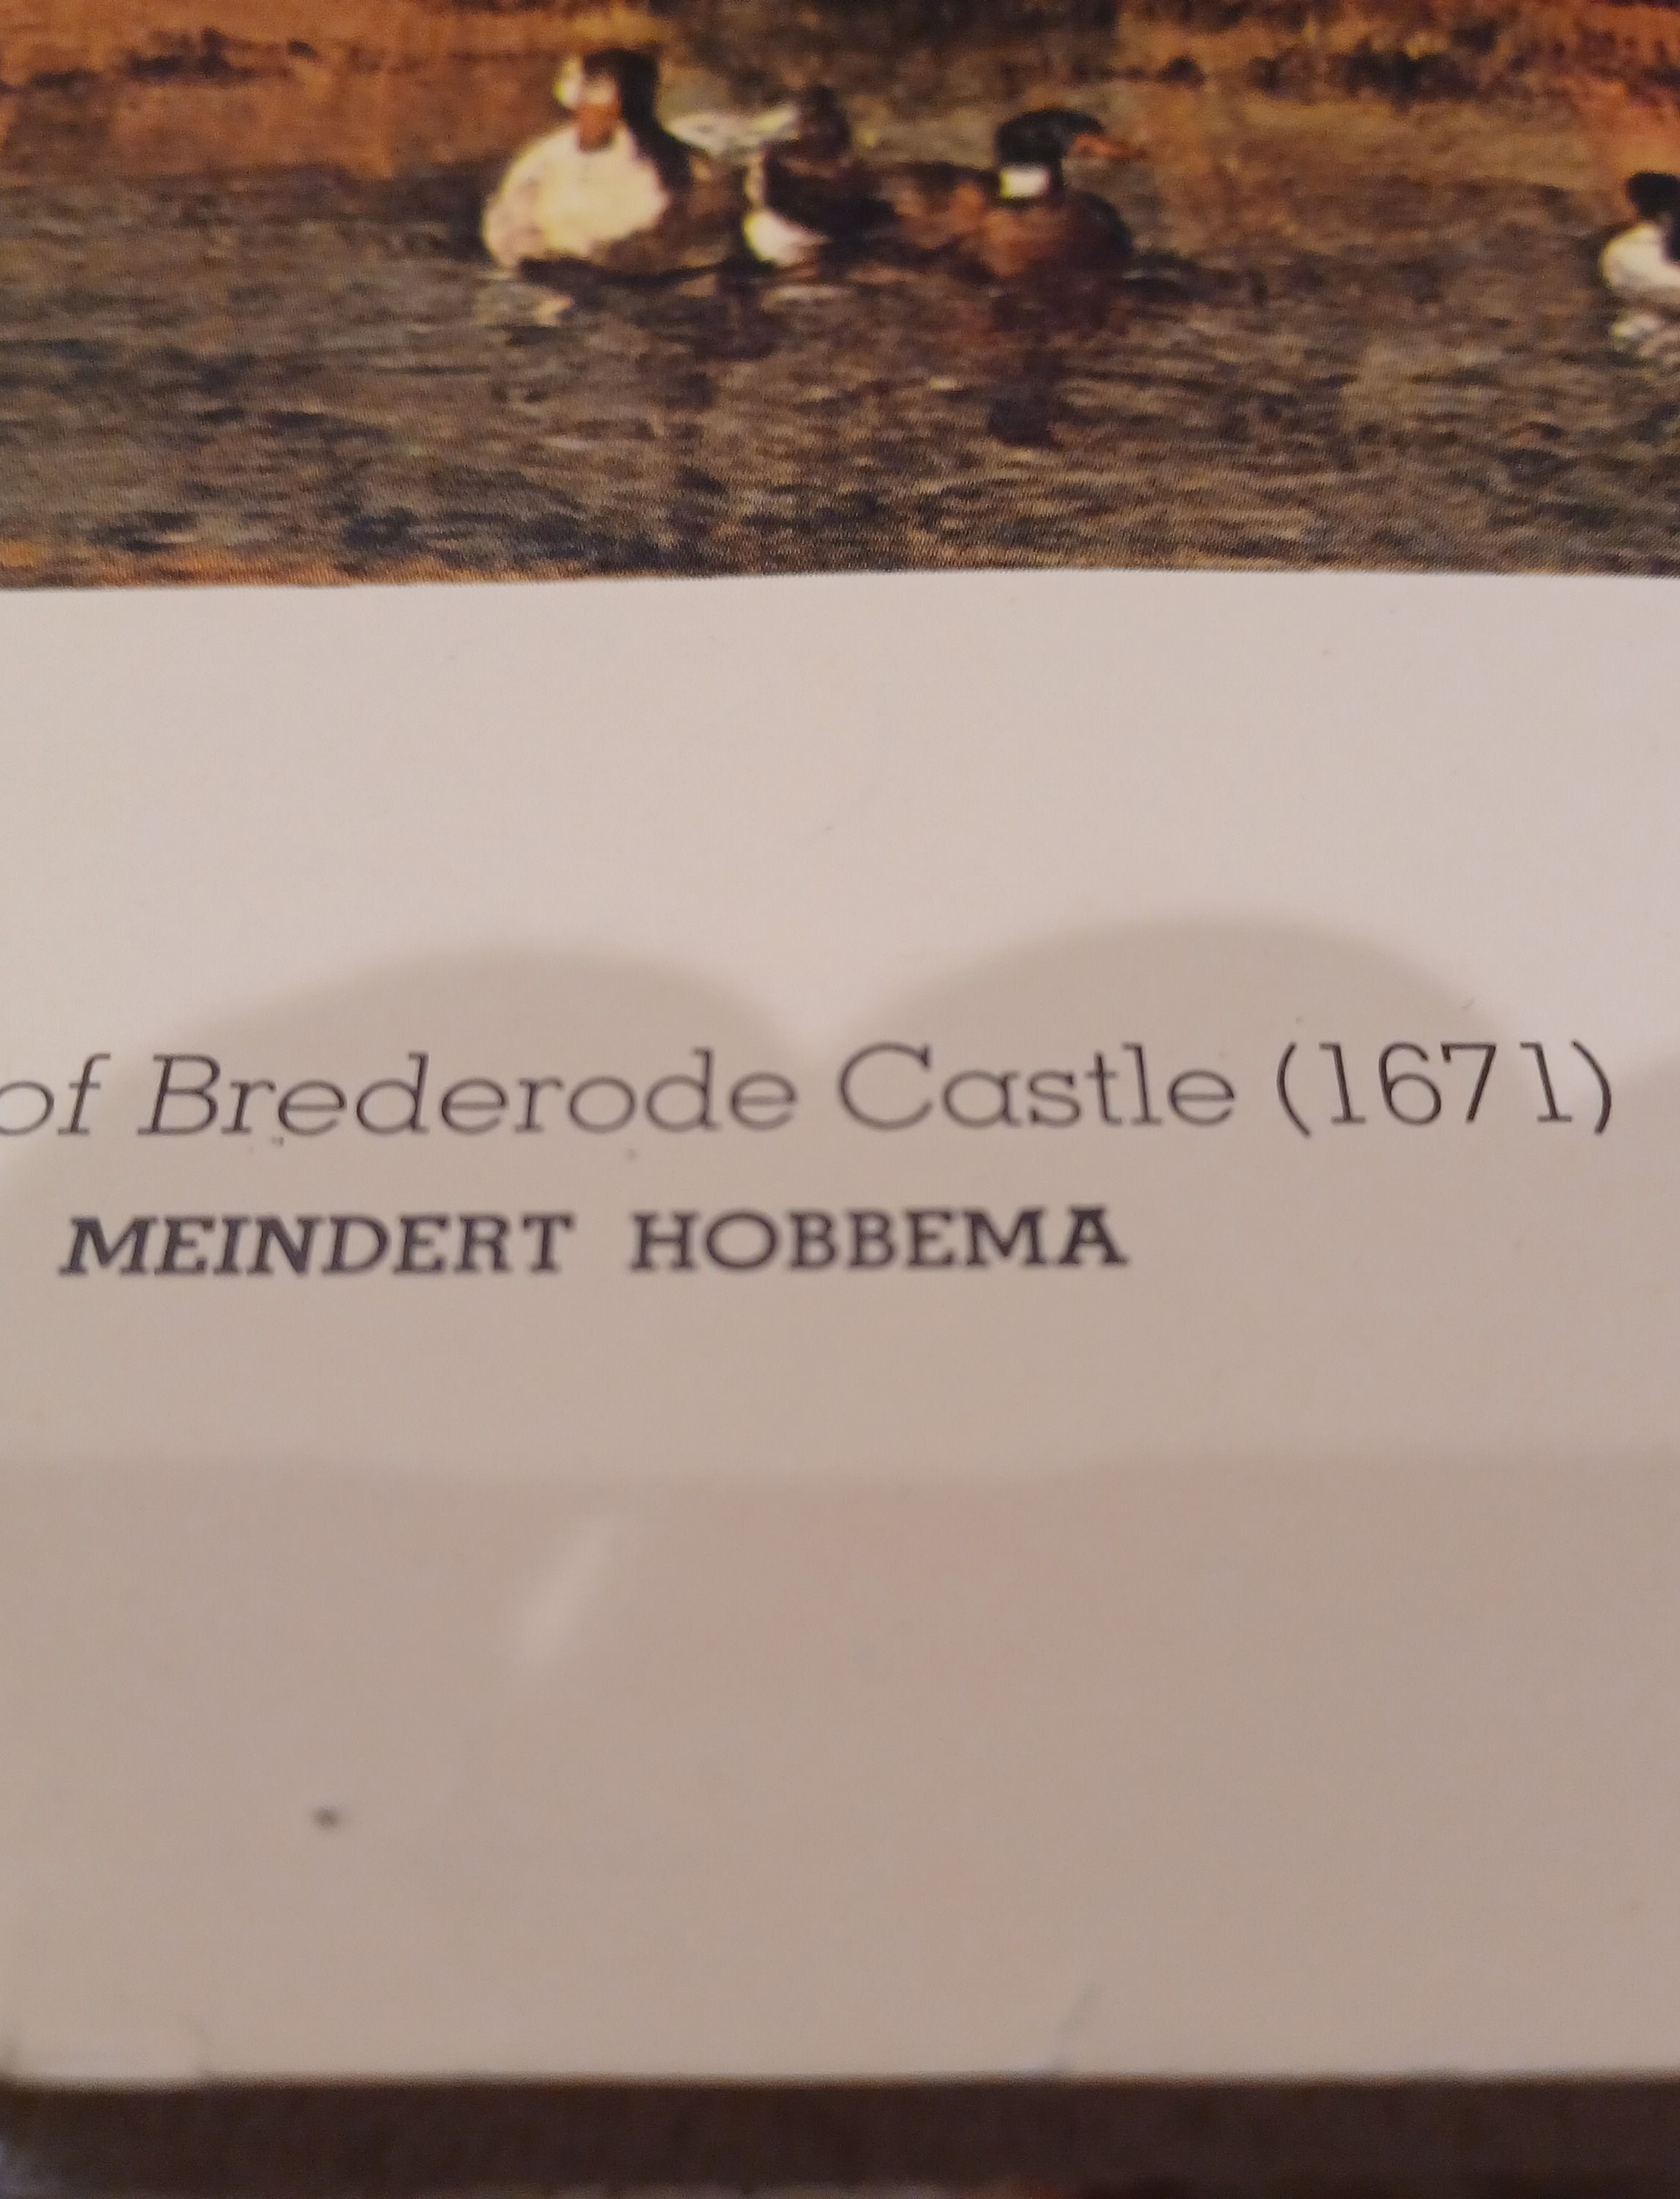 of Brederode Castle (1671)
MEINDERT HOBBEMA